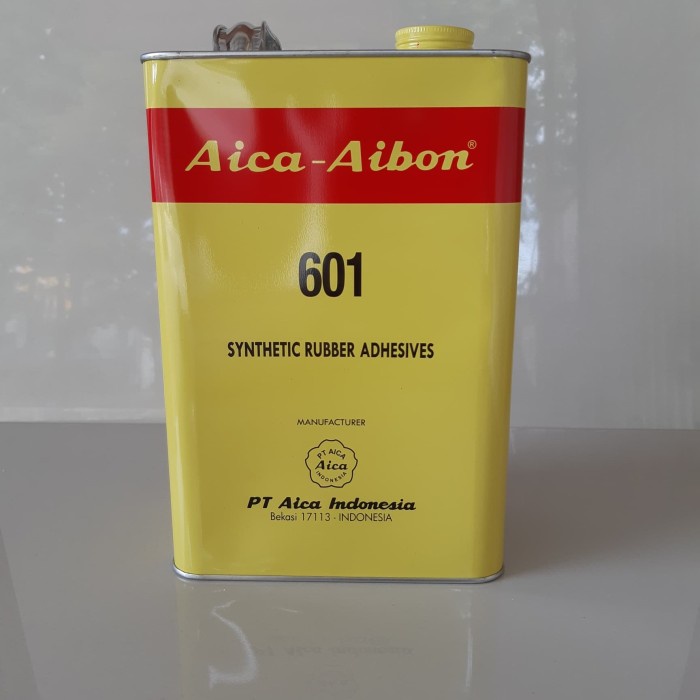 Aica-Aibon®
601
SYNTHETIC RUBBER ADHESIVES
MANUFACTURER
PT AICA
Aica
INDONESIA
PT Aica Indonesia
Bekasi 17113 - INDONESIA